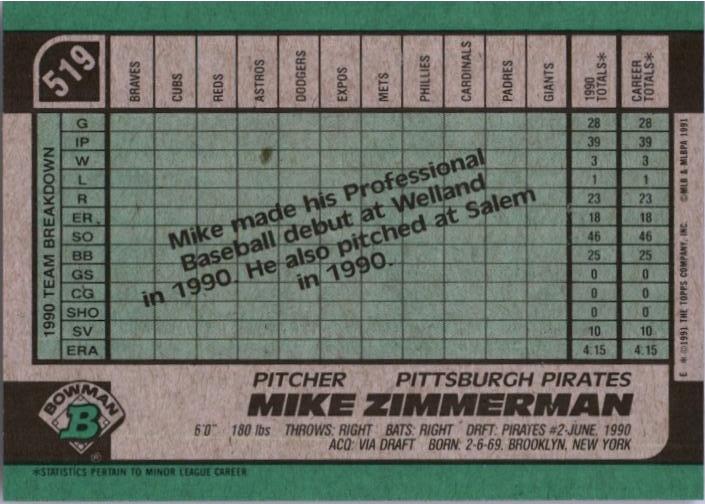 519
BRAVES CUBS REDS ASTROS DODGERS EXPOS METS PHILLIES CARDINALS PADRES GIANTS 1990 TOTALS* CAREER TOTALS*
1990 TEAM BREAKDOWN
G 28 28
IP 39 39
W 3 3
L 1 1
R 23 23
ER 18 18
SO 46 46
BB 25 25
GS 0 0
CG 0 0
SHO 0 0
SV 10 10
ERA 4.15 4.15
Mike made his Professional
Baseball debut at Welland
in 1990. He also pitched at Salem
in 1990.
E * ©1991 THE TOPPS COMPANY, INC. ©MLB & MLBPA 1991
BOWMAN
B
PITCHER PITTSBURGH PIRATES
MIKE ZIMMERMAN
6'0" 180 lbs THROWS: RIGHT BATS: RIGHT DRFT: PIRATES #2-JUNE, 1990
ACQ: VIA DRAFT BORN: 2-6-69, BROOKLYN, NEW YORK
*STATISTICS PERTAIN TO MINOR LEAGUE CAREER